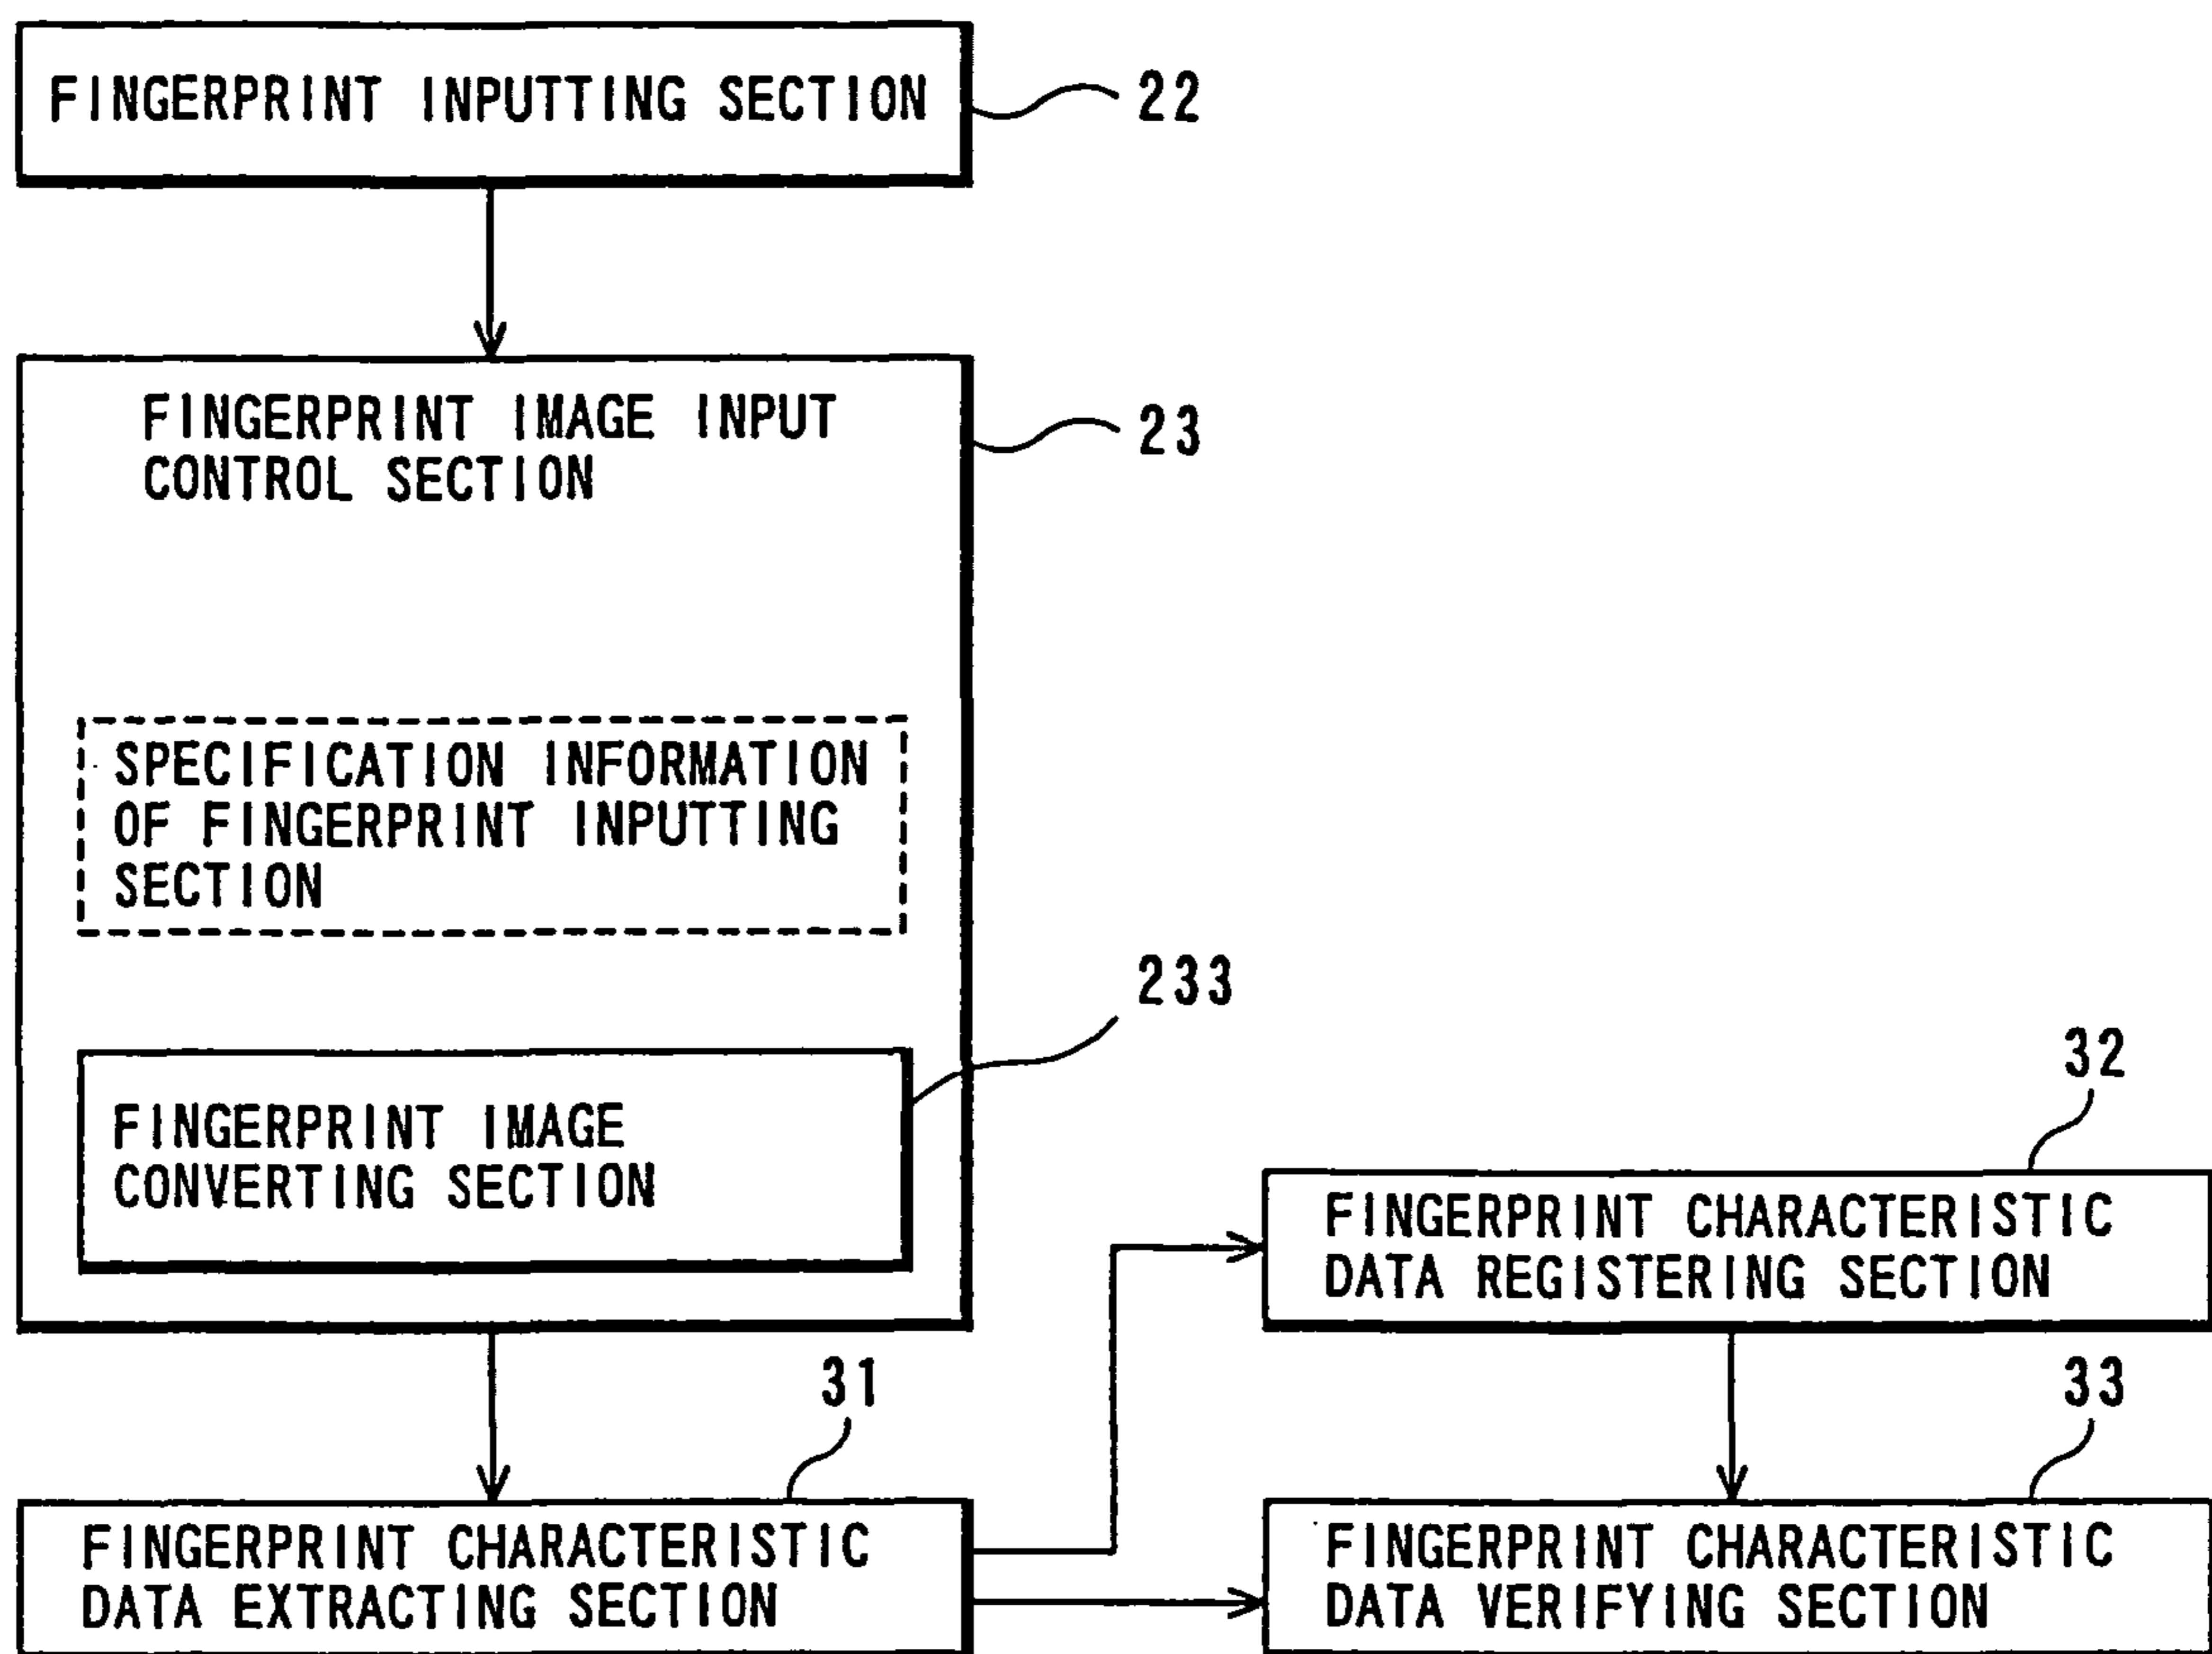 FINGERPRINT INPUTTING SECTION
22
FINGERPRINT IMAGE INPUT
CONTROL SECTION
23
SPECIFICATION INFORMATION
OF FINGERPRINT INPUTTING
SECTION
233
FINGERPRINT IMAGE
CONVERTING SECTION
32
FINGERPRINT CHARACTERISTIC
DATA REGISTERING SECTION
31
FINGERPRINT CHARACTERISTIC
DATA EXTRACTING SECTION
33
FINGERPRINT CHARACTERISTIC
DATA VERIFYING SECTION